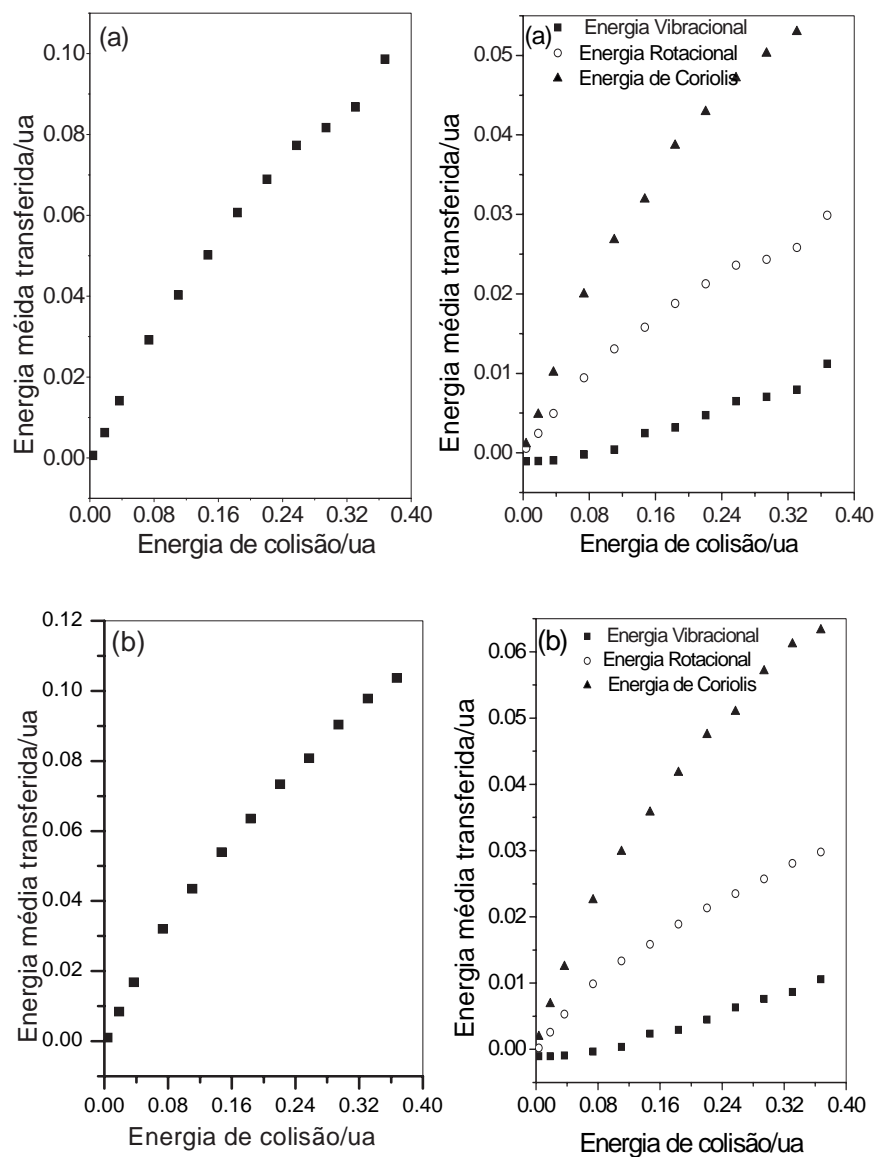 (a)
0.10
0.08
0.06
0.04
0.02
0.00
0.00 0.08 0.16 0.24 0.32 0.40
Energia méida transferida/ua
Energia de colisão/ua
(a)
Energia Vibracional
Energia Rotacional
Energia de Coriolis
0.05
0.04
0.03
0.02
0.01
0.00
0.00 0.08 0.16 0.24 0.32 0.40
Energia média transferida/ua
Energia de colisão/ua
(b)
0.12
0.10
0.08
0.06
0.04
0.02
0.00
0.00 0.08 0.16 0.24 0.32 0.40
Energia média transferida/ua
Energia de colisão/ua
(b)
Energia Vibracional
Energia Rotacional
Energia de Coriolis
0.06
0.05
0.04
0.03
0.02
0.01
0.00
0.00 0.08 0.16 0.24 0.32 0.40
Energia média transferida/ua
Energia de colisão/ua